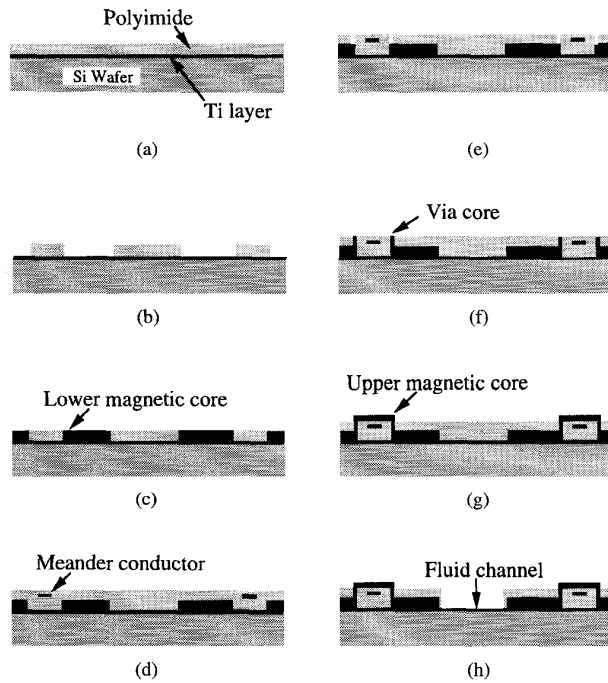 Polyimide
Si Wafer
Ti layer
(a)
(b)
Lower magnetic core
(c)
Meander conductor
(d)
(e)
Via core
(f)
Upper magnetic core
(g)
Fluid channel
(h)